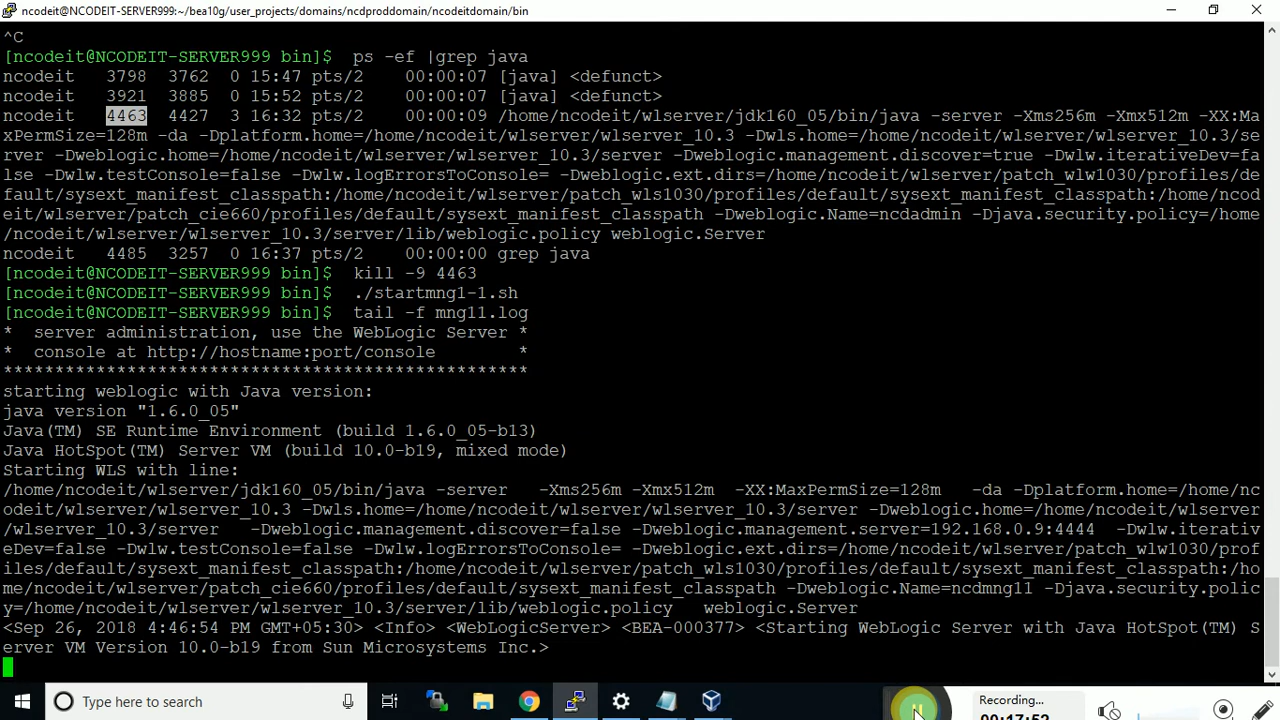 ncodeit@NCODEIT-SERVER999:~/bea10g/user_projects/domains/ncdproddomain/ncodeitdomain/bin
^C
[ncodeit@NCODEIT-SERVER999 bin]$  ps -ef |grep java
ncodeit   3798  3762  0 15:47 pts/2    00:00:07 [java] <defunct>
ncodeit   3921  3885  0 15:52 pts/2    00:00:07 [java] <defunct>
ncodeit   4463  4427  3 16:32 pts/2    00:00:09 /home/ncodeit/wlserver/jdk160_05/bin/java -server -Xms256m -Xmx512m -XX:Ma
xPermSize=128m -da -Dplatform.home=/home/ncodeit/wlserver/wlserver_10.3 -Dwls.home=/home/ncodeit/wlserver/wlserver_10.3/se
rver -Dweblogic.home=/home/ncodeit/wlserver/wlserver_10.3/server -Dweblogic.management.discover=true -Dwlw.iterativeDev=fa
lse -Dwlw.testConsole=false -Dwlw.logErrorsToConsole= -Dweblogic.ext.dirs=/home/ncodeit/wlserver/patch_wlw1030/profiles/de
fault/sysext_manifest_classpath:/home/ncodeit/wlserver/patch_wls1030/profiles/default/sysext_manifest_classpath:/home/ncod
eit/wlserver/patch_cie660/profiles/default/sysext_manifest_classpath -Dweblogic.Name=ncdadmin -Djava.security.policy=/home
/ncodeit/wlserver/wlserver_10.3/server/lib/weblogic.policy weblogic.Server
ncodeit   4485  3257  0 16:37 pts/2    00:00:00 grep java
[ncodeit@NCODEIT-SERVER999 bin]$  kill -9 4463
[ncodeit@NCODEIT-SERVER999 bin]$  ./startmng1-1.sh
[ncodeit@NCODEIT-SERVER999 bin]$  tail -f mng11.log
*  server administration, use the WebLogic Server *
*  console at http://hostname:port/console        *
***************************************************
starting weblogic with Java version:
java version "1.6.0_05"
Java(TM) SE Runtime Environment (build 1.6.0_05-b13)
Java HotSpot(TM) Server VM (build 10.0-b19, mixed mode)
Starting WLS with line:
/home/ncodeit/wlserver/jdk160_05/bin/java -server   -Xms256m -Xmx512m  -XX:MaxPermSize=128m   -da -Dplatform.home=/home/nc
odeit/wlserver/wlserver_10.3 -Dwls.home=/home/ncodeit/wlserver/wlserver_10.3/server -Dweblogic.home=/home/ncodeit/wlserver
/wlserver_10.3/server   -Dweblogic.management.discover=false -Dweblogic.management.server=192.168.0.9:4444  -Dwlw.iterativ
eDev=false -Dwlw.testConsole=false -Dwlw.logErrorsToConsole= -Dweblogic.ext.dirs=/home/ncodeit/wlserver/patch_wlw1030/prof
iles/default/sysext_manifest_classpath:/home/ncodeit/wlserver/patch_wls1030/profiles/default/sysext_manifest_classpath:/ho
me/ncodeit/wlserver/patch_cie660/profiles/default/sysext_manifest_classpath -Dweblogic.Name=ncdmng11 -Djava.security.polic
y=/home/ncodeit/wlserver/wlserver_10.3/server/lib/weblogic.policy   weblogic.Server
<Sep 26, 2018 4:46:54 PM GMT+05:30> <Info> <WebLogicServer> <BEA-000377> <Starting WebLogic Server with Java HotSpot(TM) S
erver VM Version 10.0-b19 from Sun Microsystems Inc.>
Type here to search
Recording...
00:17:52